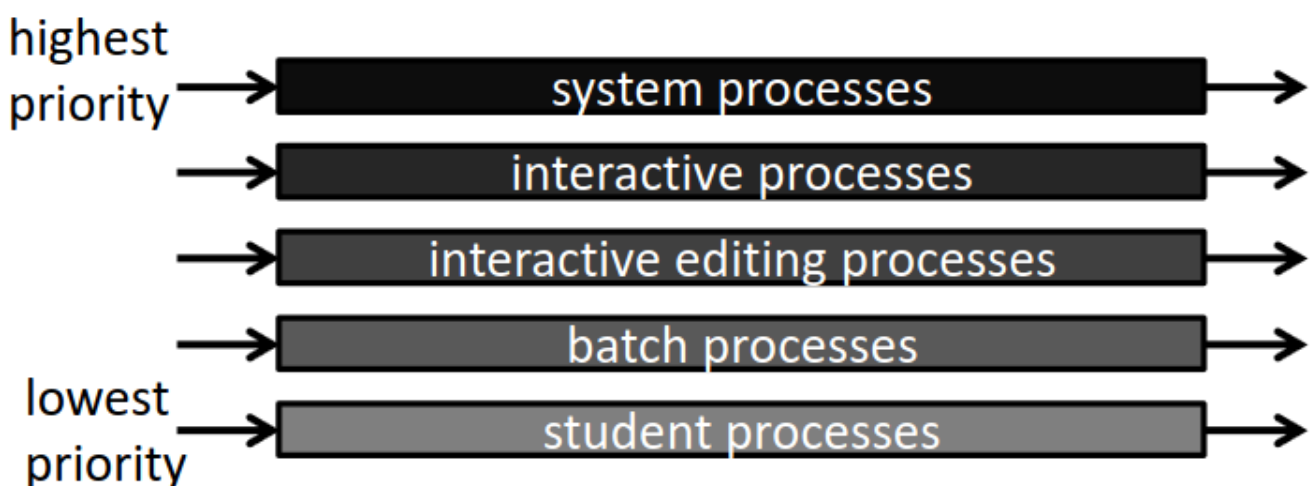 highest
priority
system processes
interactive processes
interactive editing processes
batch processes
lowest
priority
student processes